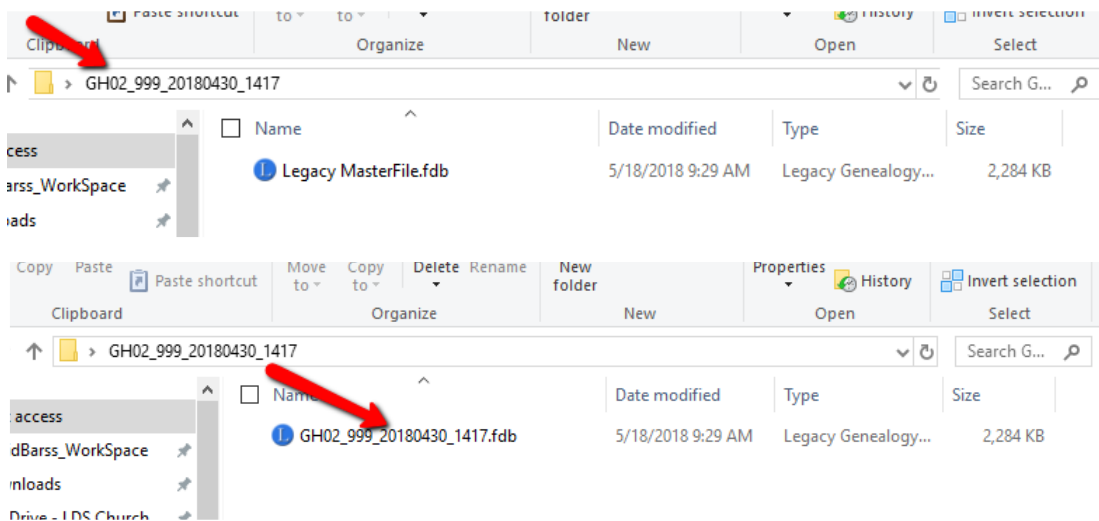 Paste shortcut to to folder History Invert selection
Clipboard Organize New Open Select
GH02_999_20180430_1417 Search G...
Name Date modified Type Size
cess
Legacy MasterFile.fdb 5/18/2018 9:29 AM Legacy Genealogy... 2,284 KB
arss_WorkSpace
oads
Copy Paste Move Copy Delete Rename New Properties
Paste shortcut to to folder History Invert selection
Clipboard Organize New Open Select
GH02_999_20180430_1417 Search G...
Name Date modified Type Size
access
GH02_999_20180430_1417.fdb 5/18/2018 9:29 AM Legacy Genealogy... 2,284 KB
dBarss_WorkSpace
nloads
Drive - LDS Church